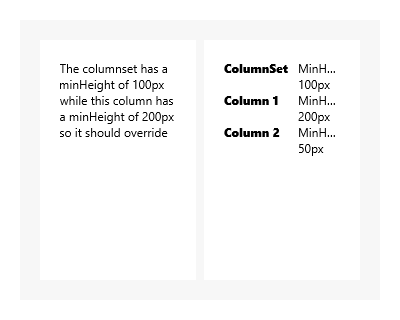 The columnset has a
minHeight of 100px
while this column has
a minHeight of 200px
so it should override
ColumnSet MinH...
100px
Column 1 MinH...
200px
Column 2 MinH...
50px